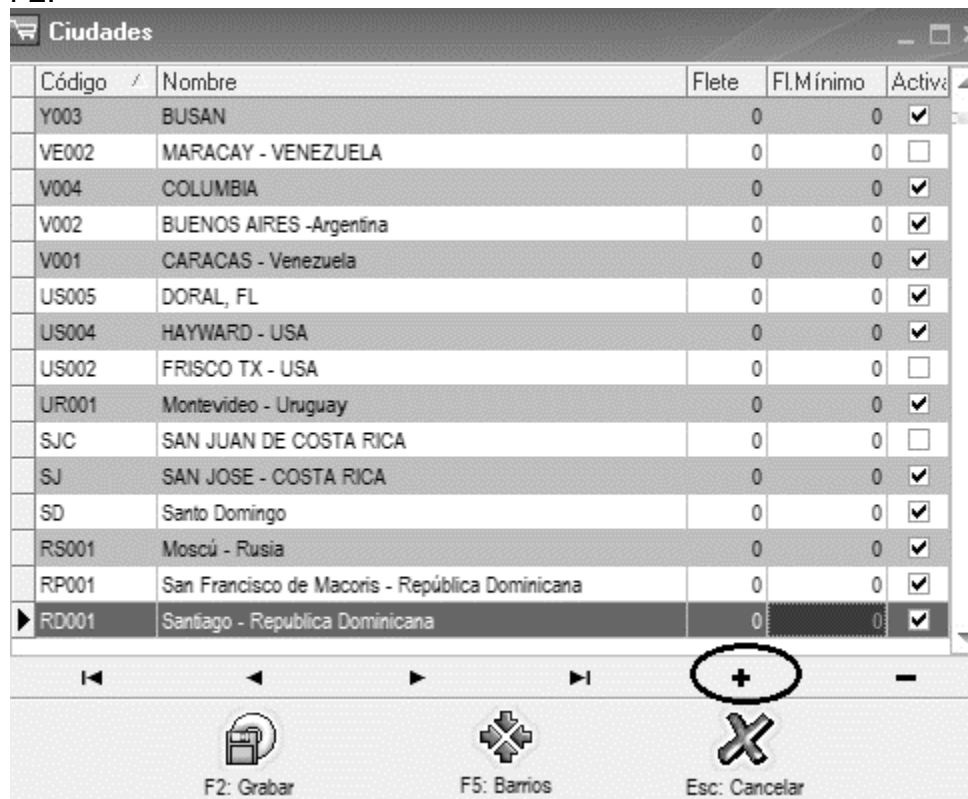 F2.
Ciudades
Código Nombre Flete Fl.Mínimo Activa
Y003 BUSAN 0 0
VE002 MARACAY - VENEZUELA 0 0
V004 COLUMBIA 0 0
V002 BUENOS AIRES -Argentina 0 0
V001 CARACAS - Venezuela 0 0
US005 DORAL, FL 0 0
US004 HAYWARD - USA 0 0
US002 FRISCO TX - USA 0 0
UR001 Montevideo - Uruguay 0 0
SJC SAN JUAN DE COSTA RICA 0 0
SJ SAN JOSE - COSTA RICA 0 0
SD Santo Domingo 0 0
RS001 Moscú - Rusia 0 0
RP001 San Francisco de Macoris - República Dominicana 0 0
RD001 Santiago - Republica Dominicana 0 0
F2: Grabar F5: Barrios Esc: Cancelar